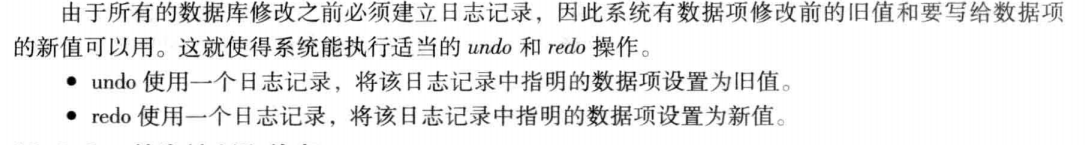 由于所有的数据库修改之前必须建立日志记录，因此系统有数据项修改前的旧值和要写给数据项
的新值可以用。这就使得系统能执行适当的 undo 和 redo 操作。
● undo 使用一个日志记录，将该日志记录中指明的数据项设置为旧值。
● redo 使用一个日志记录，将该日志记录中指明的数据项设置为新值。